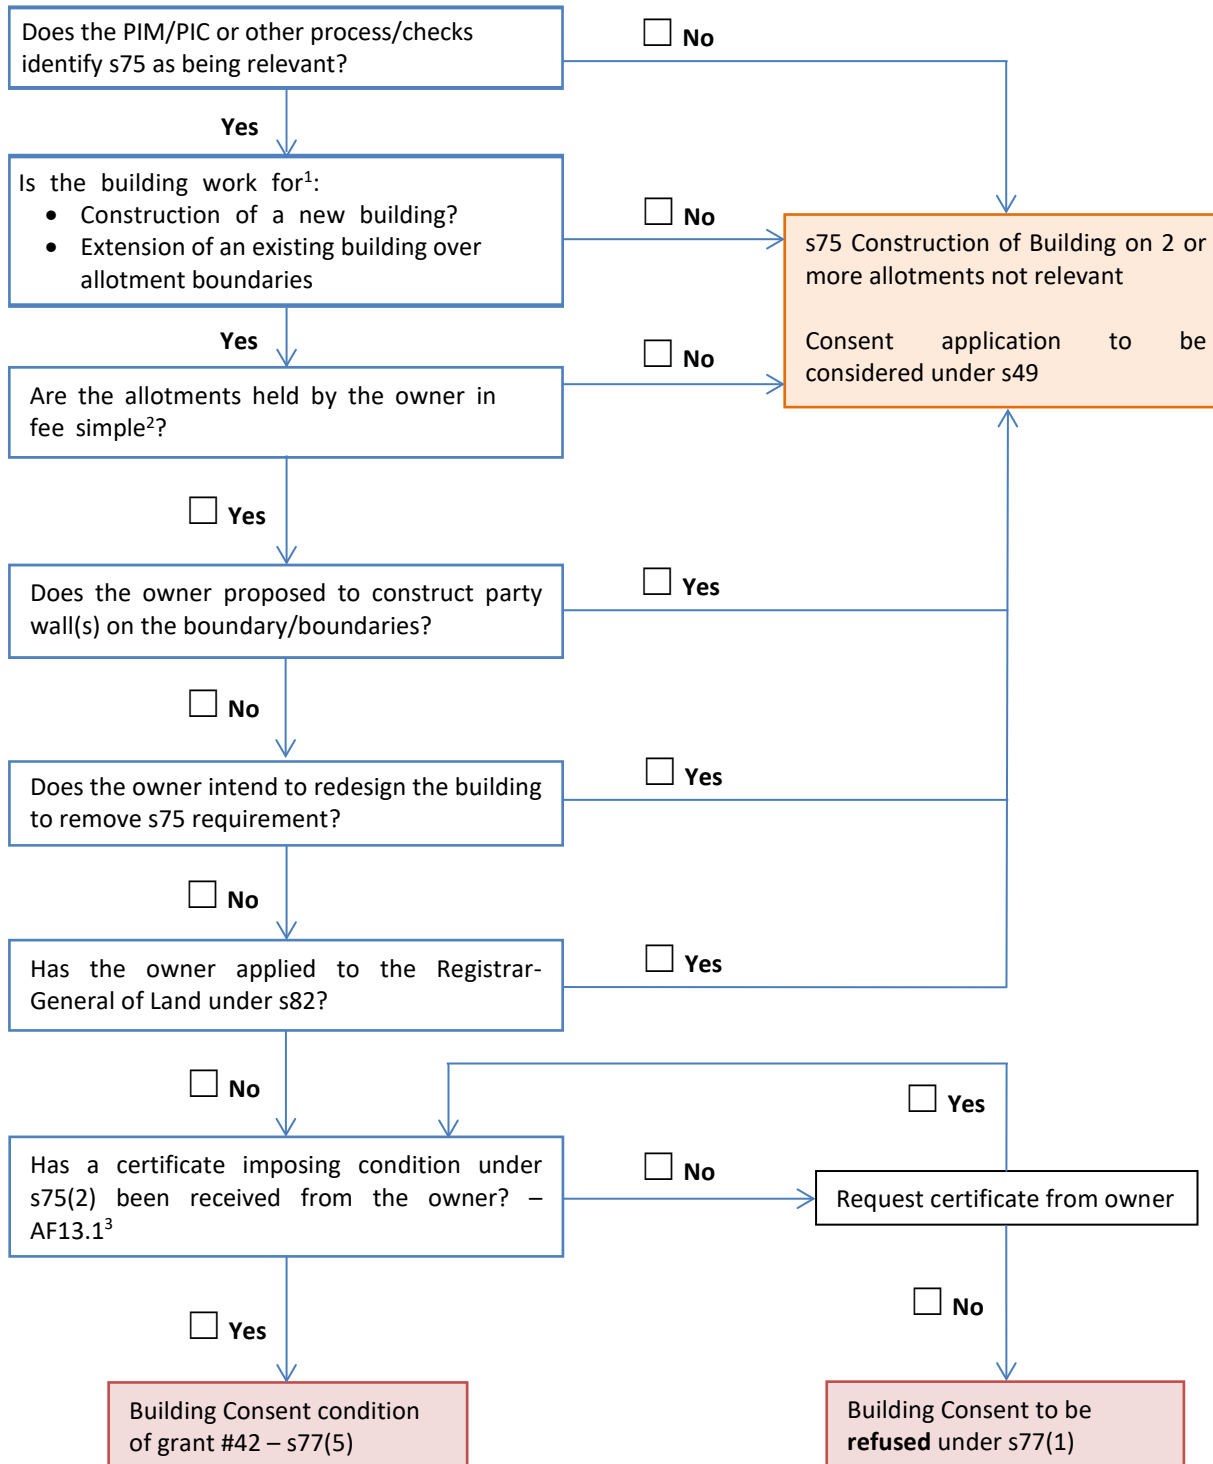 Does the PIM/PIC or other process/checks
identify s75 as being relevant?
☐ No
Yes
Is the building work for1:
• Construction of a new building?
• Extension of an existing building over
allotment boundaries
☐ No
s75 Construction of Building on 2 or
more allotments not relevant
Consent application to be
considered under s49
Yes
☐ No
Are the allotments held by the owner in
fee simple2?
☐ Yes
Does the owner proposed to construct party
wall(s) on the boundary/boundaries?
☐ Yes
☐ No
Does the owner intend to redesign the building
to remove s75 requirement?
☐ Yes
☐ No
Has the owner applied to the Registrar-
General of Land under s82?
☐ Yes
☐ No
☐ Yes
Has a certificate imposing condition under
s75(2) been received from the owner? –
AF13.13
☐ No
Request certificate from owner
☐ Yes
☐ No
Building Consent condition
of grant #42 – s77(5)
Building Consent to be
refused under s77(1)